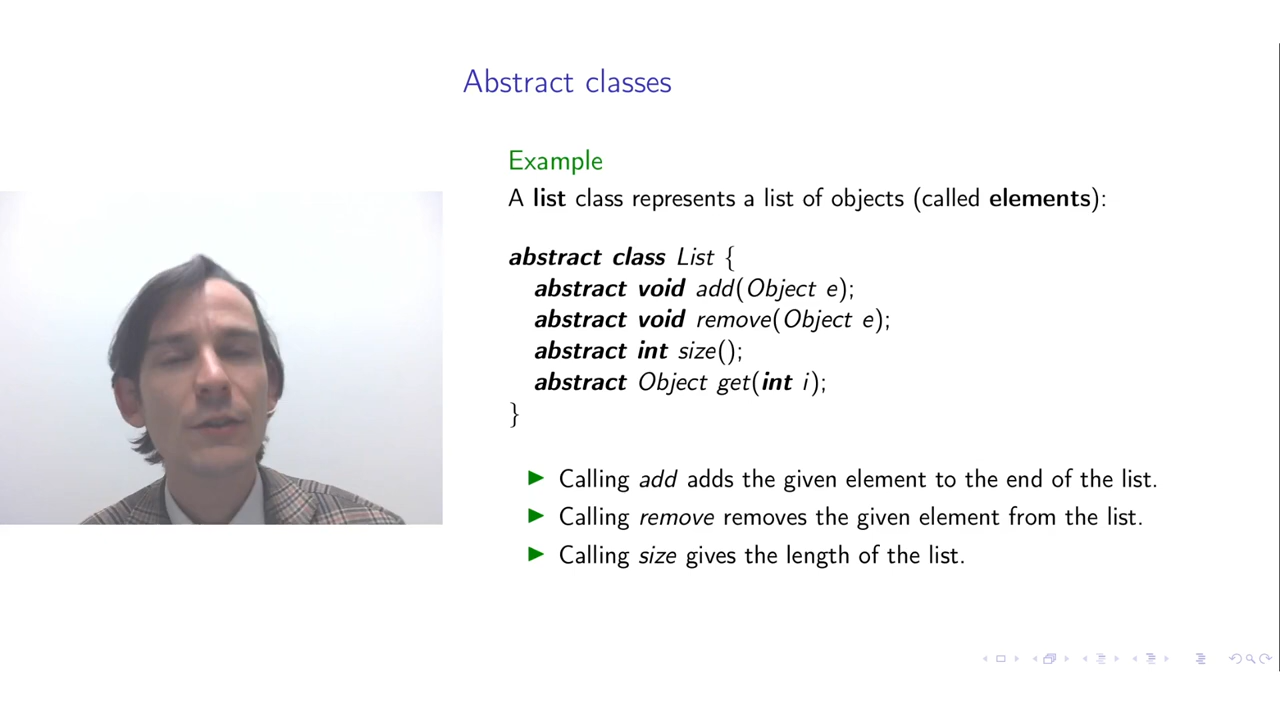 Abstract classes
Example
A list class represents a list of objects (called elements):
abstract class List {
abstract void add(Object e);
abstract void remove(Object e);
abstract int size();
abstract Object get(int i);
}
Calling add adds the given element to the end of the list.
Calling remove removes the given element from the list.
Calling size gives the length of the list.